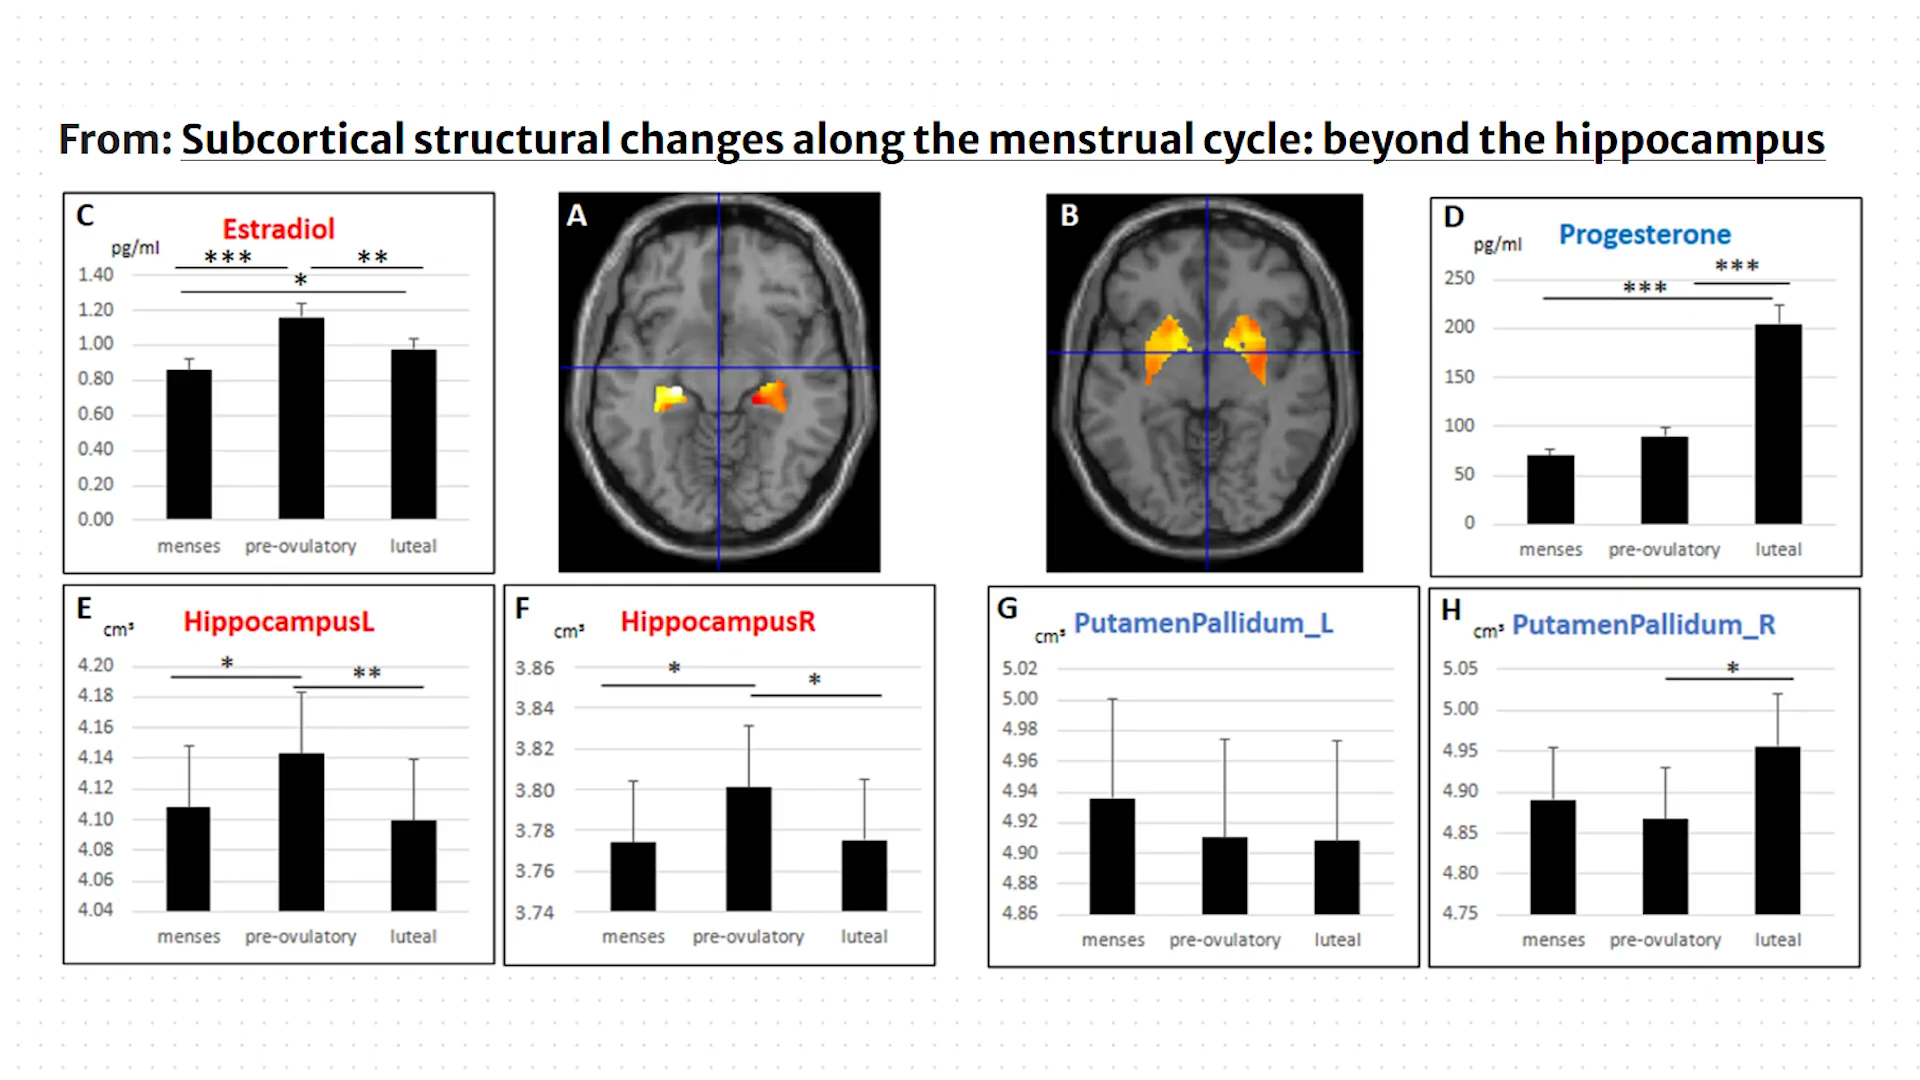 From: Subcortical structural changes along the menstrual cycle: beyond the hippocampus
C
Estradiol
pg/ml
*** **
*
1.40
1.20
1.00
0.80
0.60
0.40
0.20
0.00
menses pre-ovulatory luteal
A
B
D
Progesterone
pg/ml
***
***
250
200
150
100
50
0
menses pre-ovulatory luteal
E
HippocampusL
cm³
* **
4.20
4.18
4.16
4.14
4.12
4.10
4.08
4.06
4.04
menses pre-ovulatory luteal
F
HippocampusR
cm³
* *
3.86
3.84
3.82
3.80
3.78
3.76
3.74
menses pre-ovulatory luteal
G
PutamenPallidum_L
cm³
5.02
5.00
4.98
4.96
4.94
4.92
4.90
4.88
4.86
menses pre-ovulatory luteal
H
PutamenPallidum_R
cm³
*
5.05
5.00
4.95
4.90
4.85
4.80
4.75
menses pre-ovulatory luteal